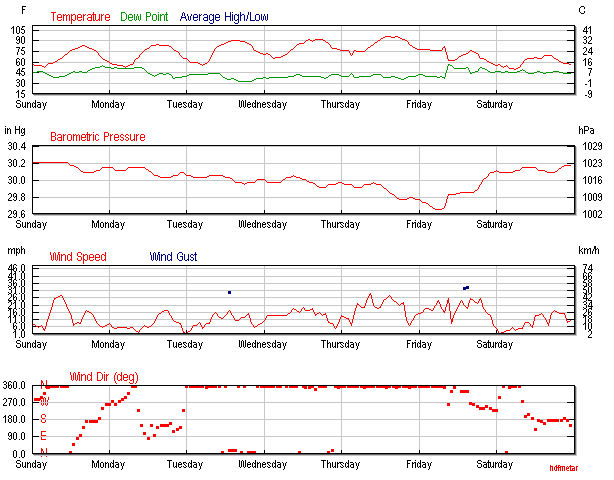 F Temperature Dew Point Average High/Low C
105 41
90 32
75 24
60 16
45 7
30 -1
15 -9
Sunday Monday Tuesday Wednesday Thursday Friday Saturday
in Hg Barometric Pressure hPa
30.4 1029
30.2 1023
30.0 1016
29.8 1009
29.6 1002
Sunday Monday Tuesday Wednesday Thursday Friday Saturday
mph Wind Speed Wind Gust km/h
46.0 74
41.0 66
36.0
31.0
26.0
21.0
16.0
11.0 18
6.0 10
1.0 2
Sunday Monday Tuesday Wednesday Thursday Friday Saturday
Wind Dir (deg)
360.0 N
270.0 W
180.0 S
90.0 E
0.0 N
Sunday Monday Tuesday Wednesday Thursday Friday Saturday
hdfmetar